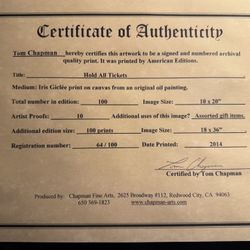 Certificate of Authenticity
Tom Chapman hereby certifies this artwork to be a signed and numbered archival
quality print. It was printed by American Editions.
Title: Hold All Tickets
Medium: Iris Giclée print on canvas from an original oil painting.
Total number in edition: 100 Image Size: 10 x 20"
Artist Proofs: 10 Additional uses of this image? Assorted gift items.
Additional edition size: 100 prints Image Size: 18 x 36"
Registration number: 64 / 100 Date Printed: 2014
Tom Chapman
Certified by Tom Chapman
Produced by: Chapman Fine Arts, 2625 Broadway #112, Redwood City, CA 94063
650 369-1823 www.chapman-arts.com